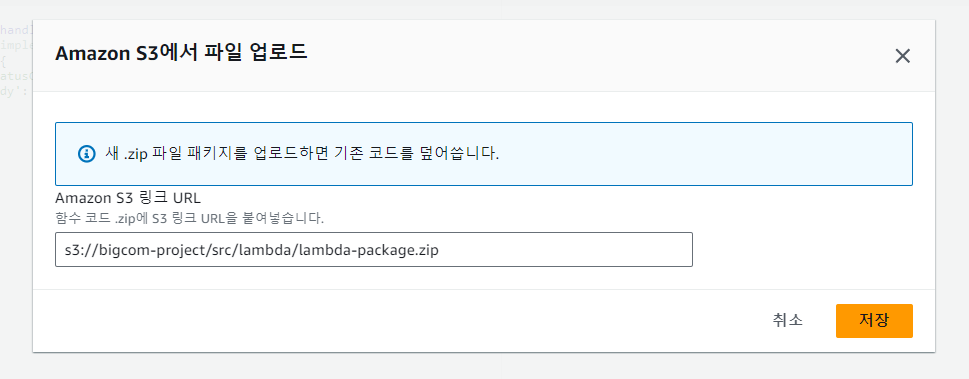 Amazon S3에서 파일 업로드
새 .zip 파일 패키지를 업로드하면 기존 코드를 덮어씁니다.
Amazon S3 링크 URL
함수 코드 .zip에 S3 링크 URL을 붙여넣습니다.
s3://bigcom-project/src/lambda/lambda-package.zip
취소 저장